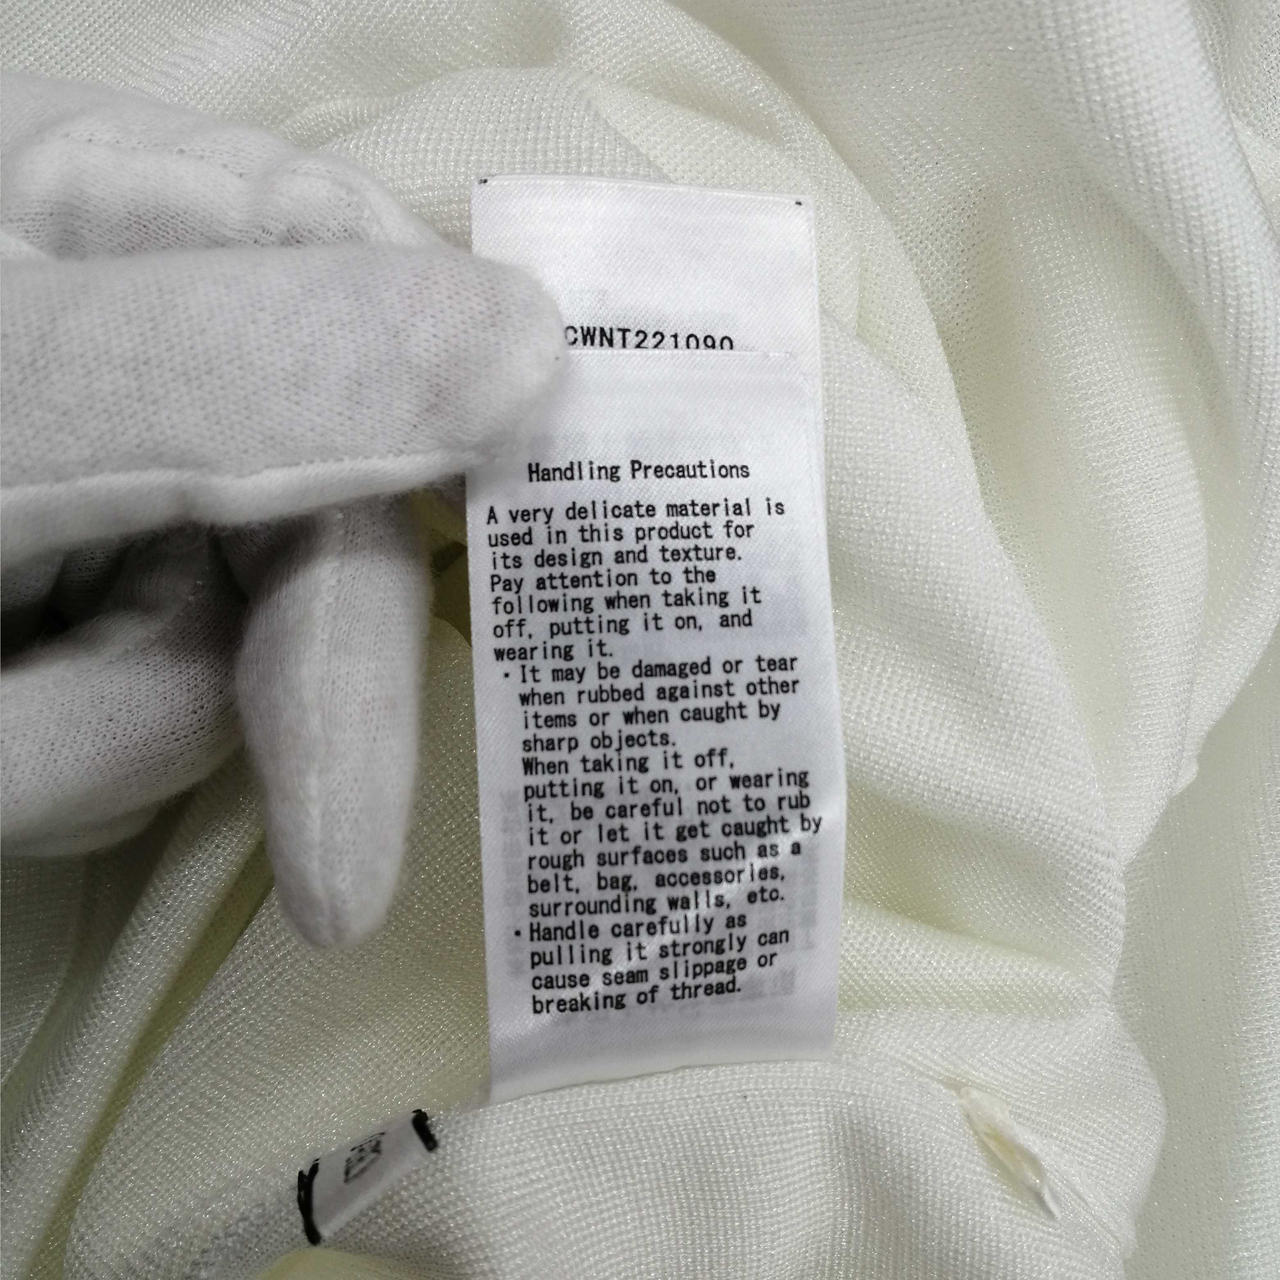 CWNT221090
Handling Precautions
A very delicate material is
used in this product for
its design and texture.
Pay attention to the
following when taking it
off, putting it on, and
wearing it.
・It may be damaged or tear
when rubbed against other
items or when caught by
sharp objects.
When taking it off,
putting it on, or wearing
it, be careful not to rub
it or let it get caught by
rough surfaces such as a
belt, bag, accessories,
surrounding walls, etc.
・Handle carefully as
pulling it strongly can
cause seam slippage or
breaking of thread.